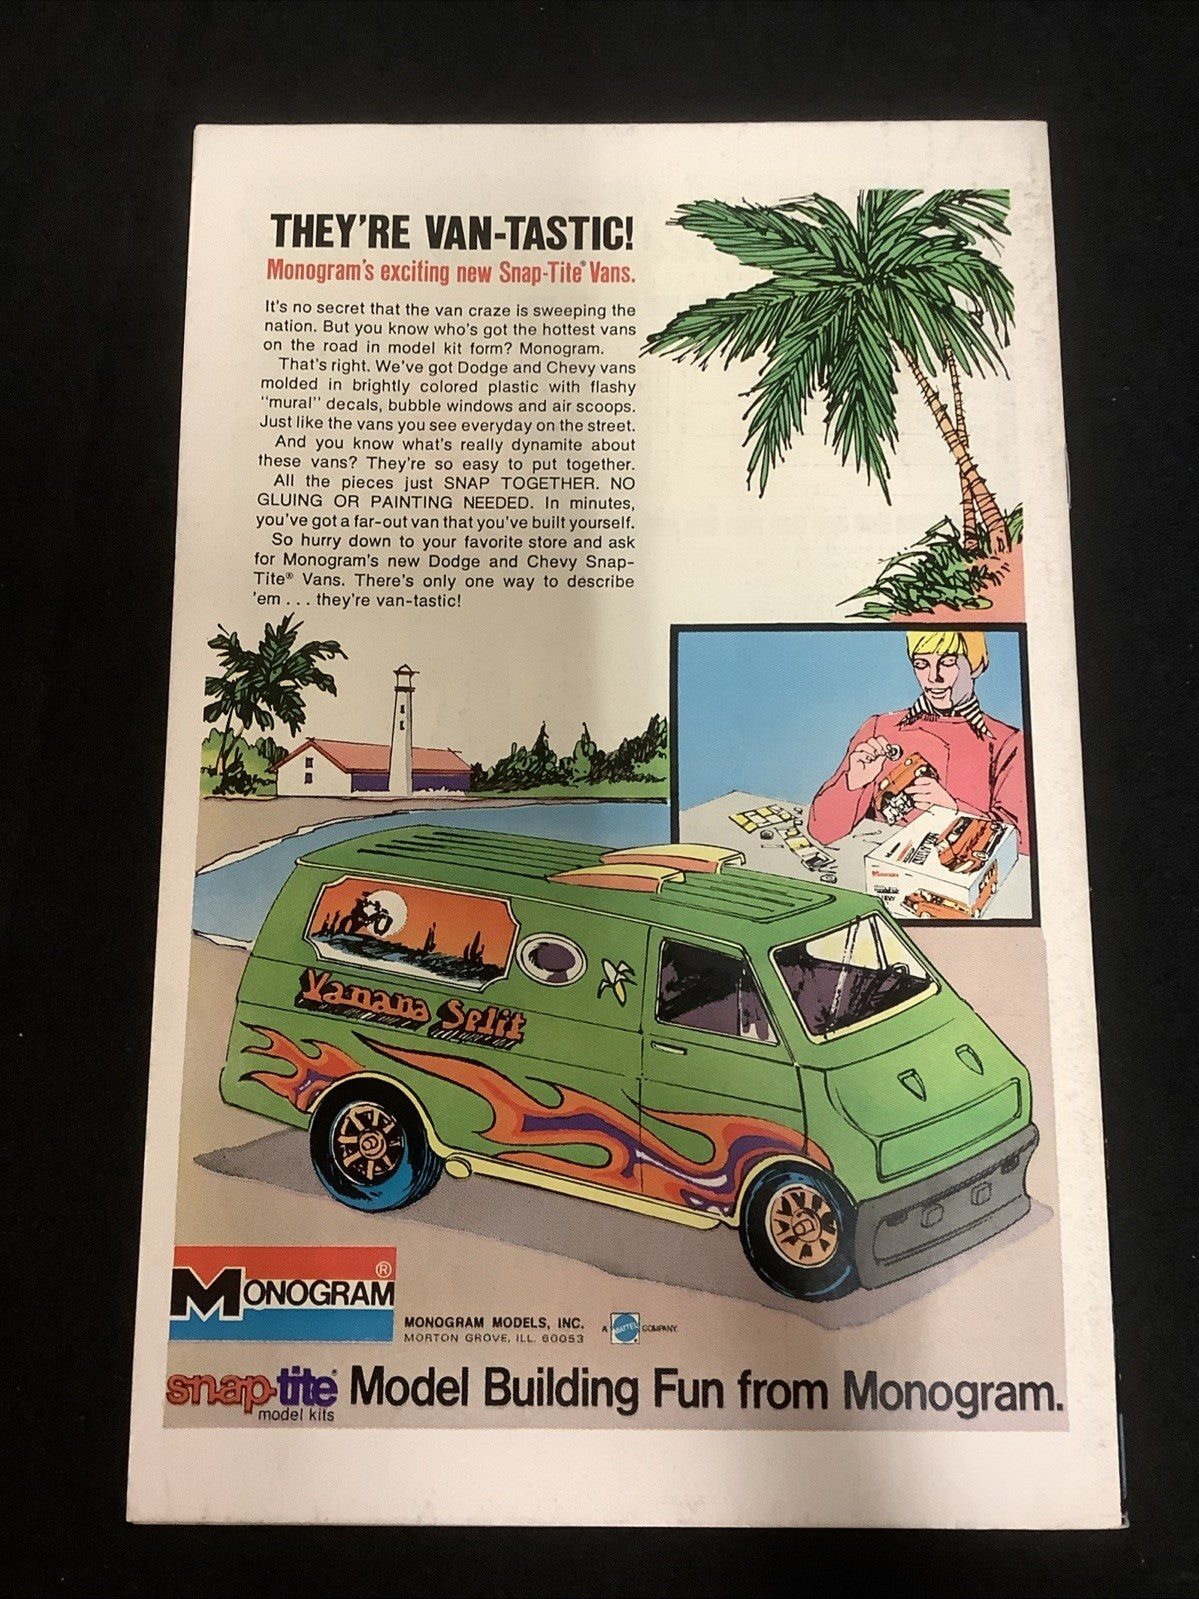 THEY'RE VAN-TASTIC!
Monogram's exciting new Snap-Tite® Vans.
It's no secret that the van craze is sweeping the
nation. But you know who's got the hottest vans
on the road in model kit form? Monogram.
That's right. We've got Dodge and Chevy vans
molded in brightly colored plastic with flashy
"mural" decals, bubble windows and air scoops.
Just like the vans you see everyday on the street.
And you know what's really dynamite about
these vans? They're so easy to put together.
All the pieces just SNAP TOGETHER. NO
GLUING OR PAINTING NEEDED. In minutes,
you've got a far-out van that you've built yourself.
So hurry down to your favorite store and ask
for Monogram's new Dodge and Chevy Snap-
Tite® Vans. There's only one way to describe
'em . . . they're van-tastic!
Monogram
Vanana Split
MONOGRAM®
MONOGRAM MODELS, INC.
MORTON GROVE, ILL. 60053
A MATTEL COMPANY
snap-tite® Model Building Fun from Monogram.
model kits